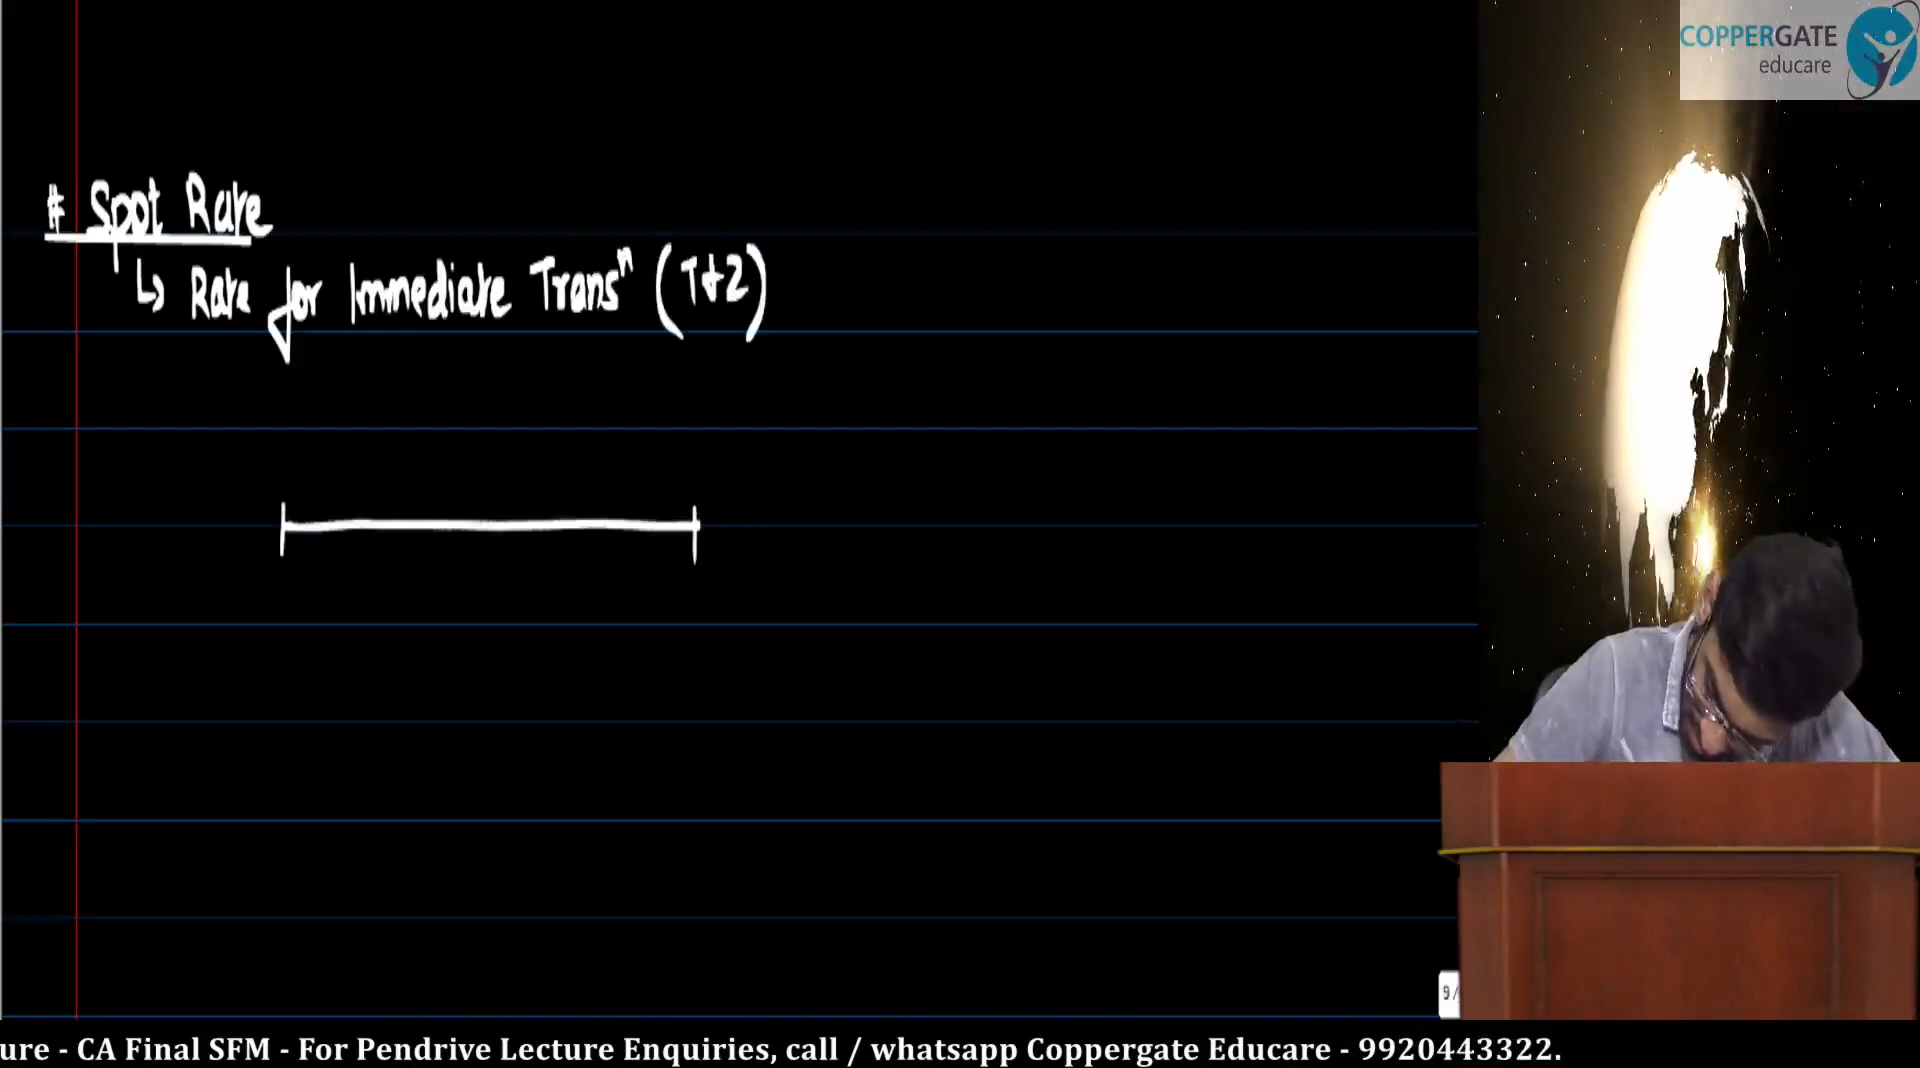 COPPERGATE
educare
# Spot Rate
↳ Rate for Immediate Transⁿ (T+2)
9/
ure - CA Final SFM - For Pendrive Lecture Enquiries, call / whatsapp Coppergate Educare - 9920443322.